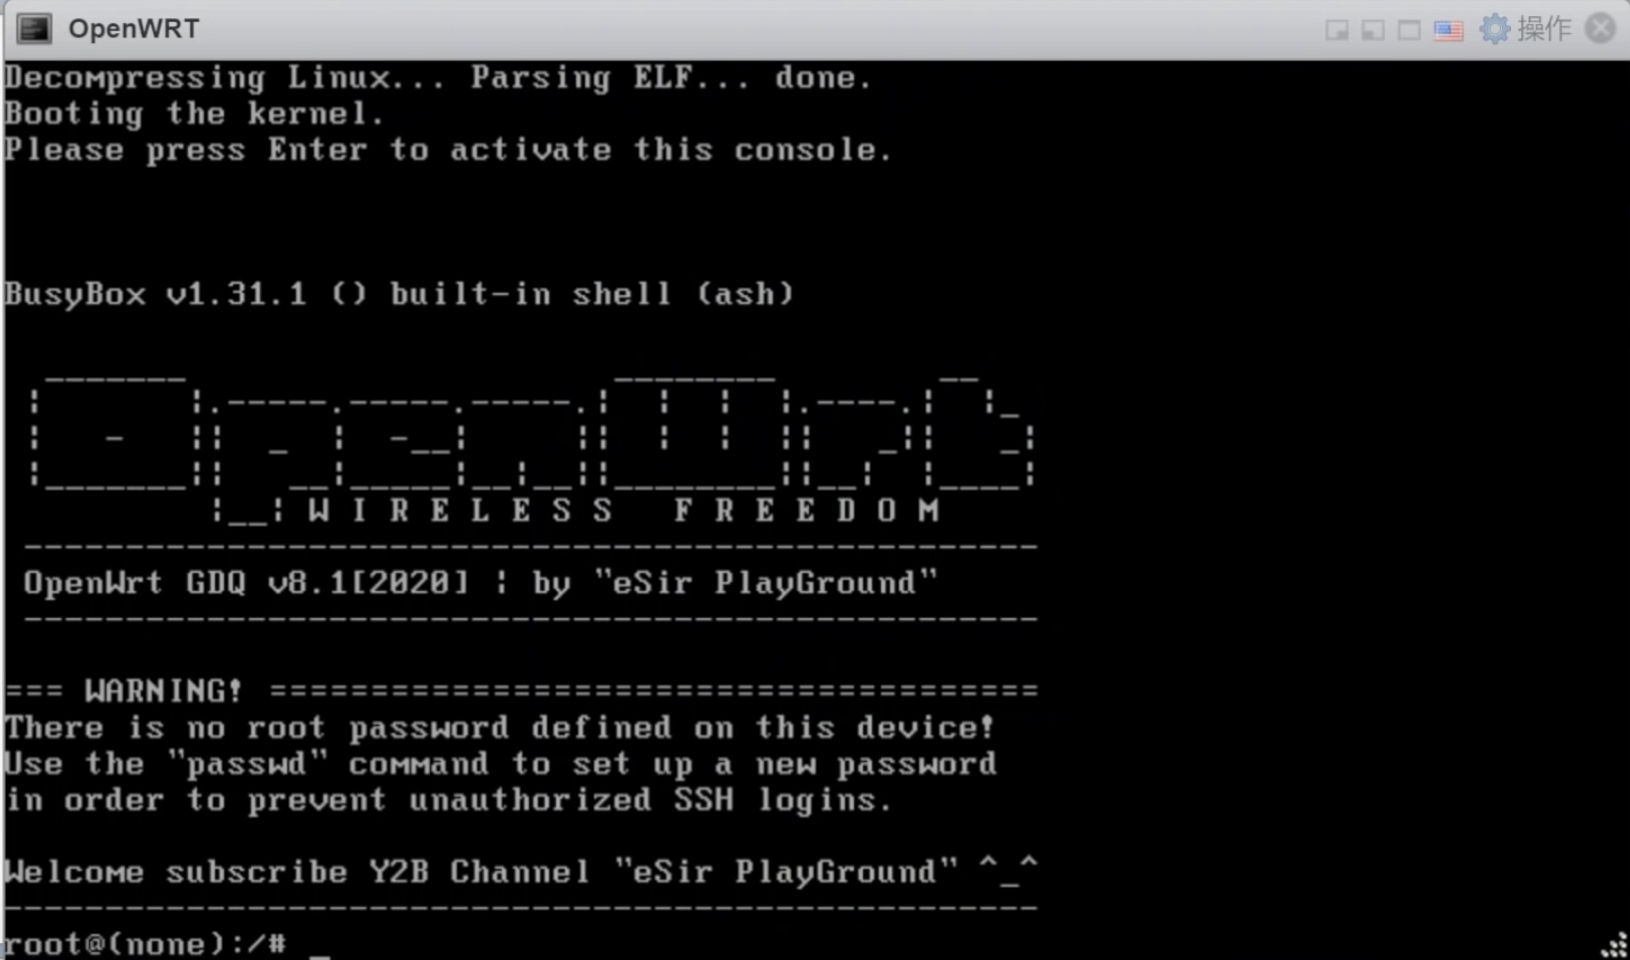 OpenWRT
操作
Decompressing Linux... Parsing ELF... done.
Booting the kernel.
Please press Enter to activate this console.
BusyBox v1.31.1 () built-in shell (ash)
OpenWrt
W I R E L E S S   F R E E D O M
OpenWrt GDQ v8.1[2020] | by "eSir PlayGround"
=== WARNING! =====================================
There is no root password defined on this device!
Use the "passwd" command to set up a new password
in order to prevent unauthorized SSH logins.
Welcome subscribe Y2B Channel "eSir PlayGround" ^_^
root@(none):/# _